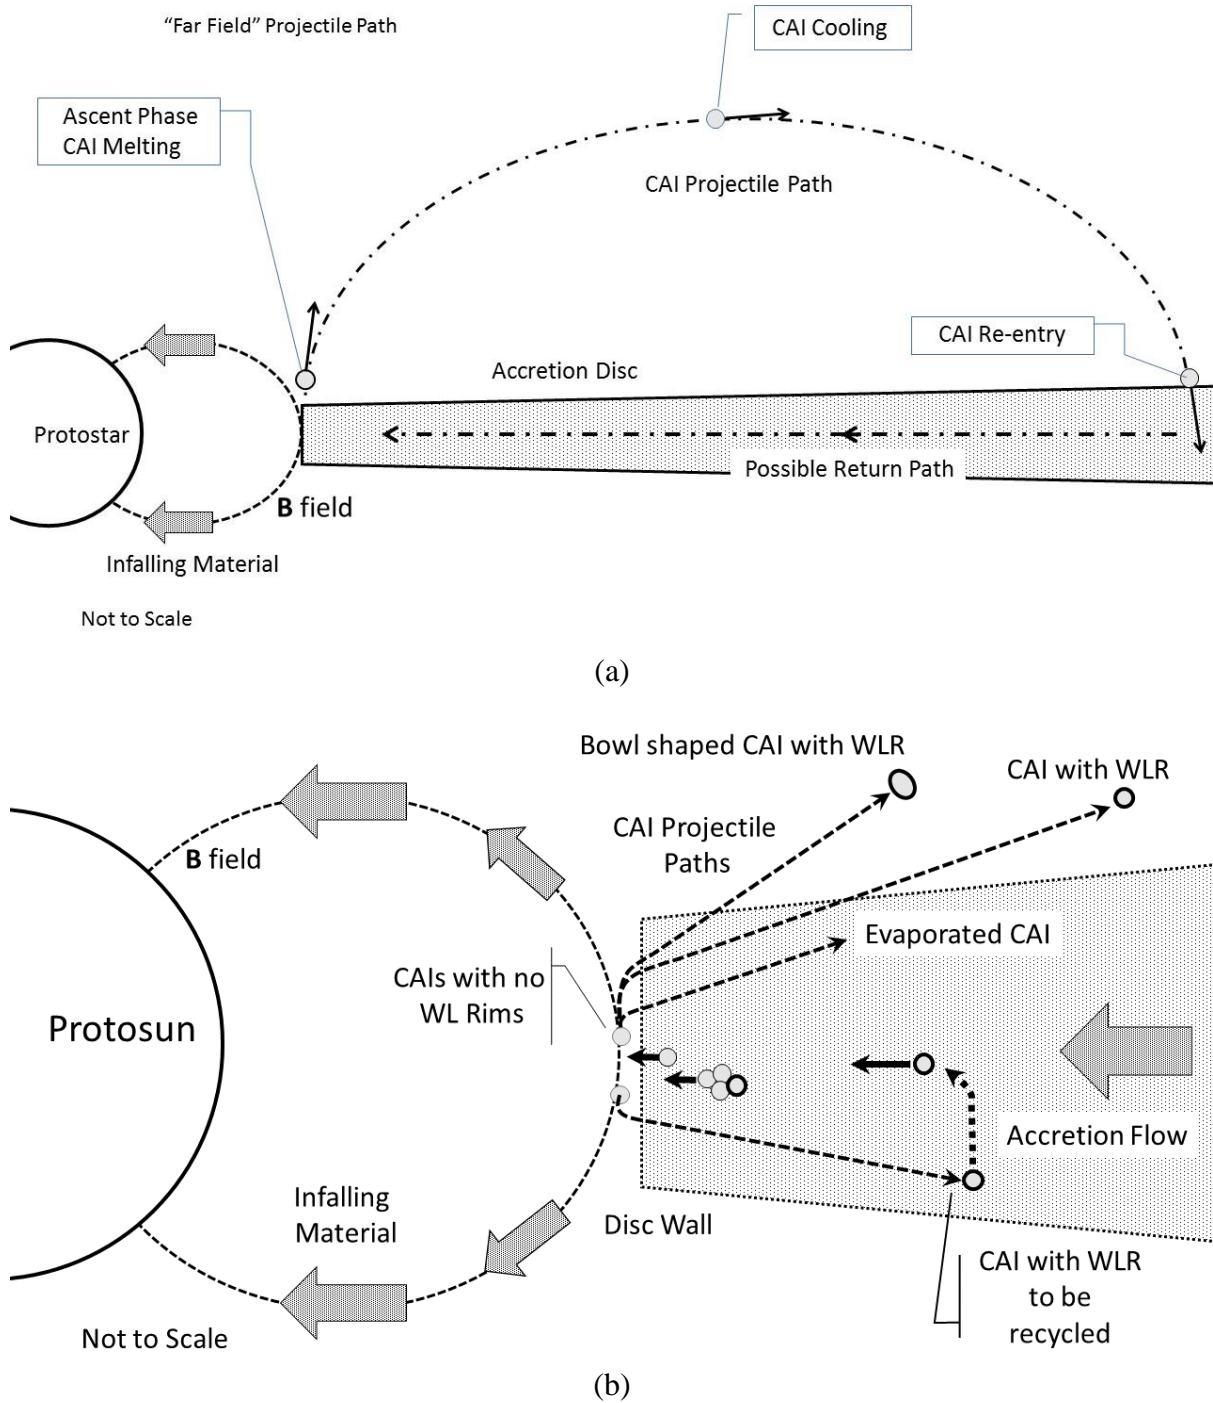 “Far Field” Projectile Path
CAI Cooling
Ascent Phase
CAI Melting
CAI Projectile Path
CAI Re-entry
Accretion Disc
Protostar
Possible Return Path
B field
Infalling Material
Not to Scale
(a)
Bowl shaped CAI with WLR
CAI with WLR
CAI Projectile
Paths
B field
Evaporated CAI
CAIs with no
WL Rims
Protosun
Accretion Flow
Infalling
Material
Disc Wall
CAI with WLR
to be
recycled
Not to Scale
(b)